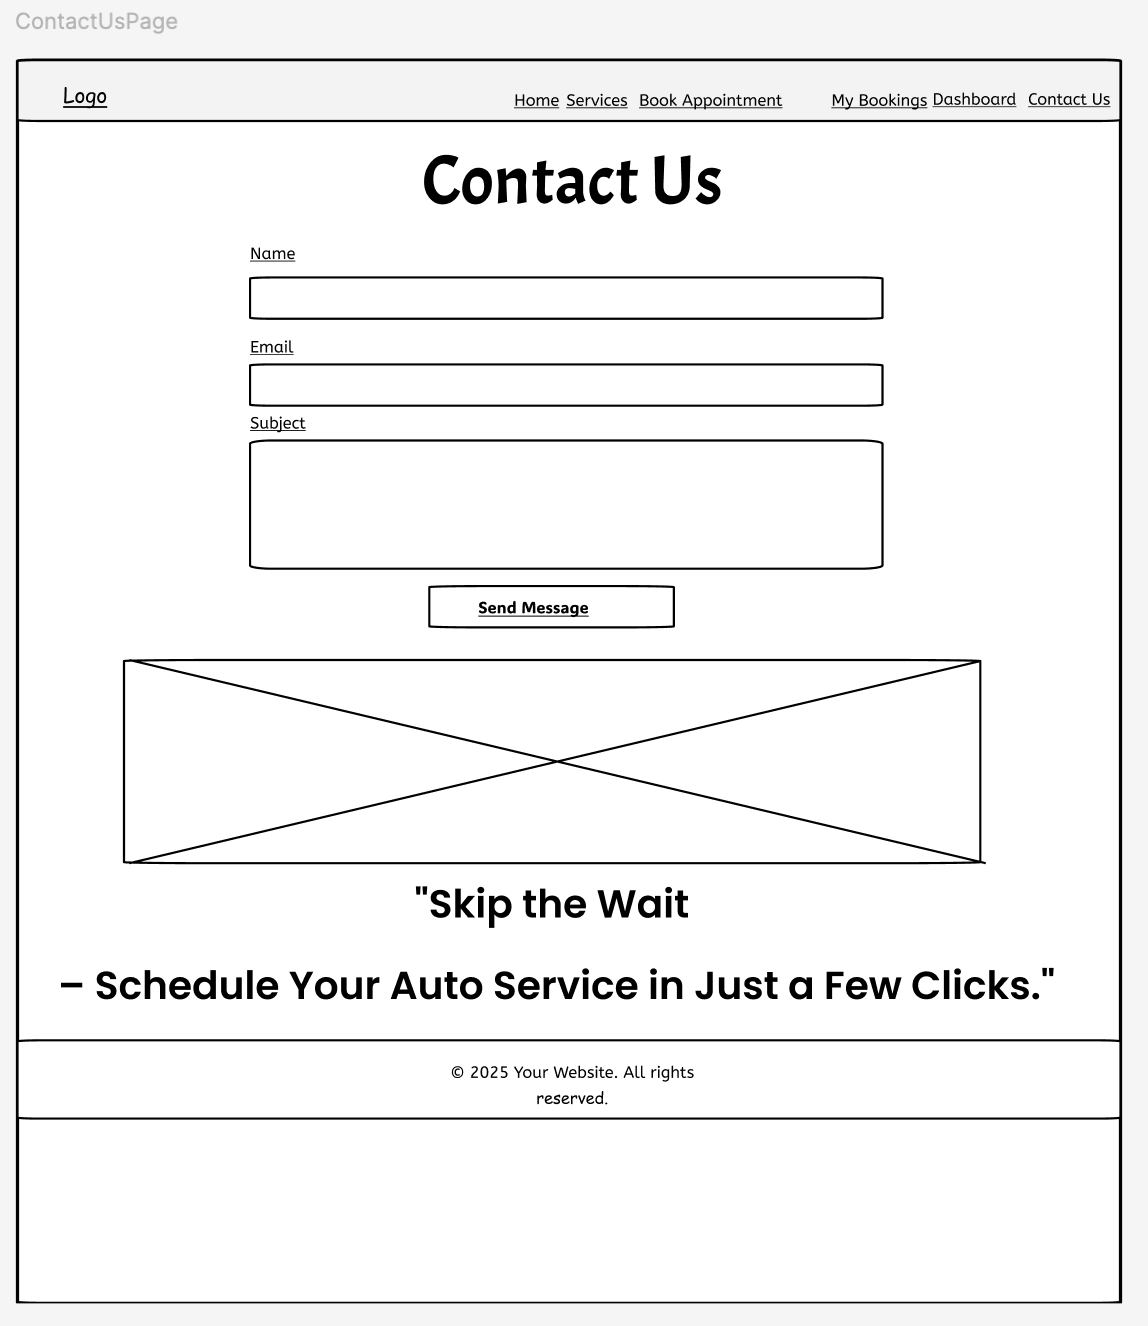 ContactUsPage
Logo
Home Services Book Appointment My Bookings Dashboard Contact Us
Contact Us
Name
Email
Subject
Send Message
"Skip the Wait
– Schedule Your Auto Service in Just a Few Clicks."
© 2025 Your Website. All rights
reserved.